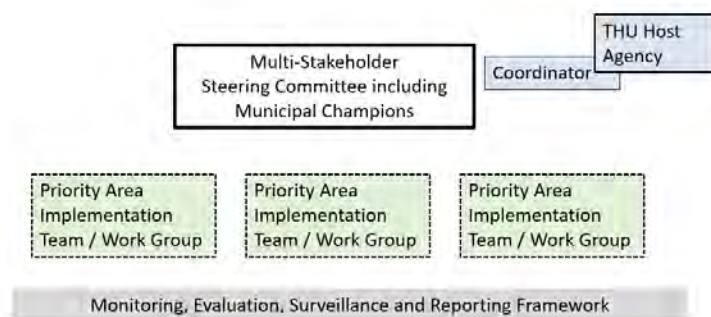 THU Host
Agency
Multi-Stakeholder
Steering Committee including
Municipal Champions
Coordinator
Priority Area
Implementation
Team / Work Group
Priority Area
Implementation
Team / Work Group
Priority Area
Implementation
Team / Work Group
Monitoring, Evaluation, Surveillance and Reporting Framework